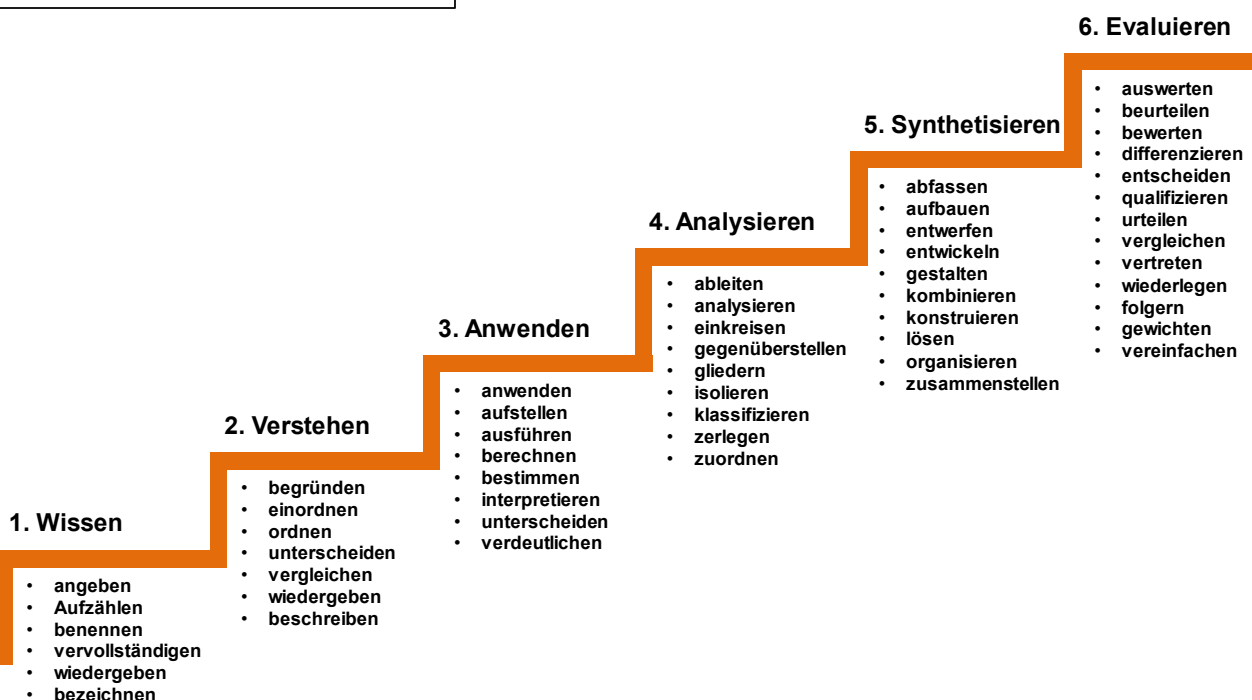 1. Wissen
• angeben
• Aufzählen
• benennen
• vervollständigen
• wiedergeben
• bezeichnen
2. Verstehen
• begründen
• einordnen
• ordnen
• unterscheiden
• vergleichen
• wiedergeben
• beschreiben
3. Anwenden
• anwenden
• aufstellen
• ausführen
• berechnen
• bestimmen
• interpretieren
• unterscheiden
• verdeutlichen
4. Analysieren
• ableiten
• analysieren
• einkreisen
• gegenüberstellen
• gliedern
• isolieren
• klassifizieren
• zerlegen
• zuordnen
5. Synthetisieren
• abfassen
• aufbauen
• entwerfen
• entwickeln
• gestalten
• kombinieren
• konstruieren
• lösen
• organisieren
• zusammenstellen
6. Evaluieren
• auswerten
• beurteilen
• bewerten
• differenzieren
• entscheiden
• qualifizieren
• urteilen
• vergleichen
• vertreten
• wiederlegen
• folgern
• gewichten
• vereinfachen